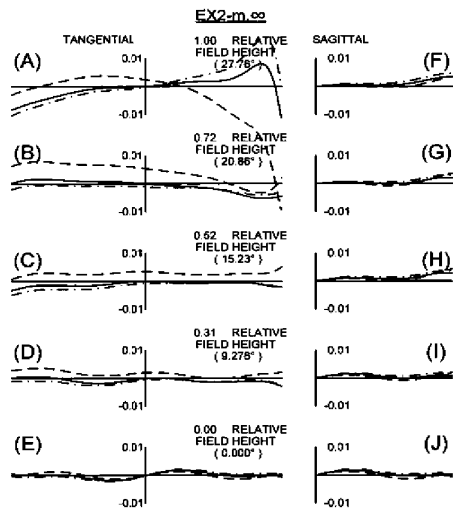 EX2-m.∞
TANGENTIAL
SAGITTAL
(A)
0.01
-0.01
1.00 RELATIVE
FIELD HEIGHT
( 27.76° )
0.01
-0.01
(F)
(B)
0.01
-0.01
0.72 RELATIVE
FIELD HEIGHT
( 20.86° )
0.01
-0.01
(G)
(C)
0.01
-0.01
0.52 RELATIVE
FIELD HEIGHT
( 15.23° )
0.01
-0.01
(H)
(D)
0.01
-0.01
0.31 RELATIVE
FIELD HEIGHT
( 9.276° )
0.01
-0.01
(I)
(E)
0.01
-0.01
0.00 RELATIVE
FIELD HEIGHT
( 0.000° )
0.01
-0.01
(J)